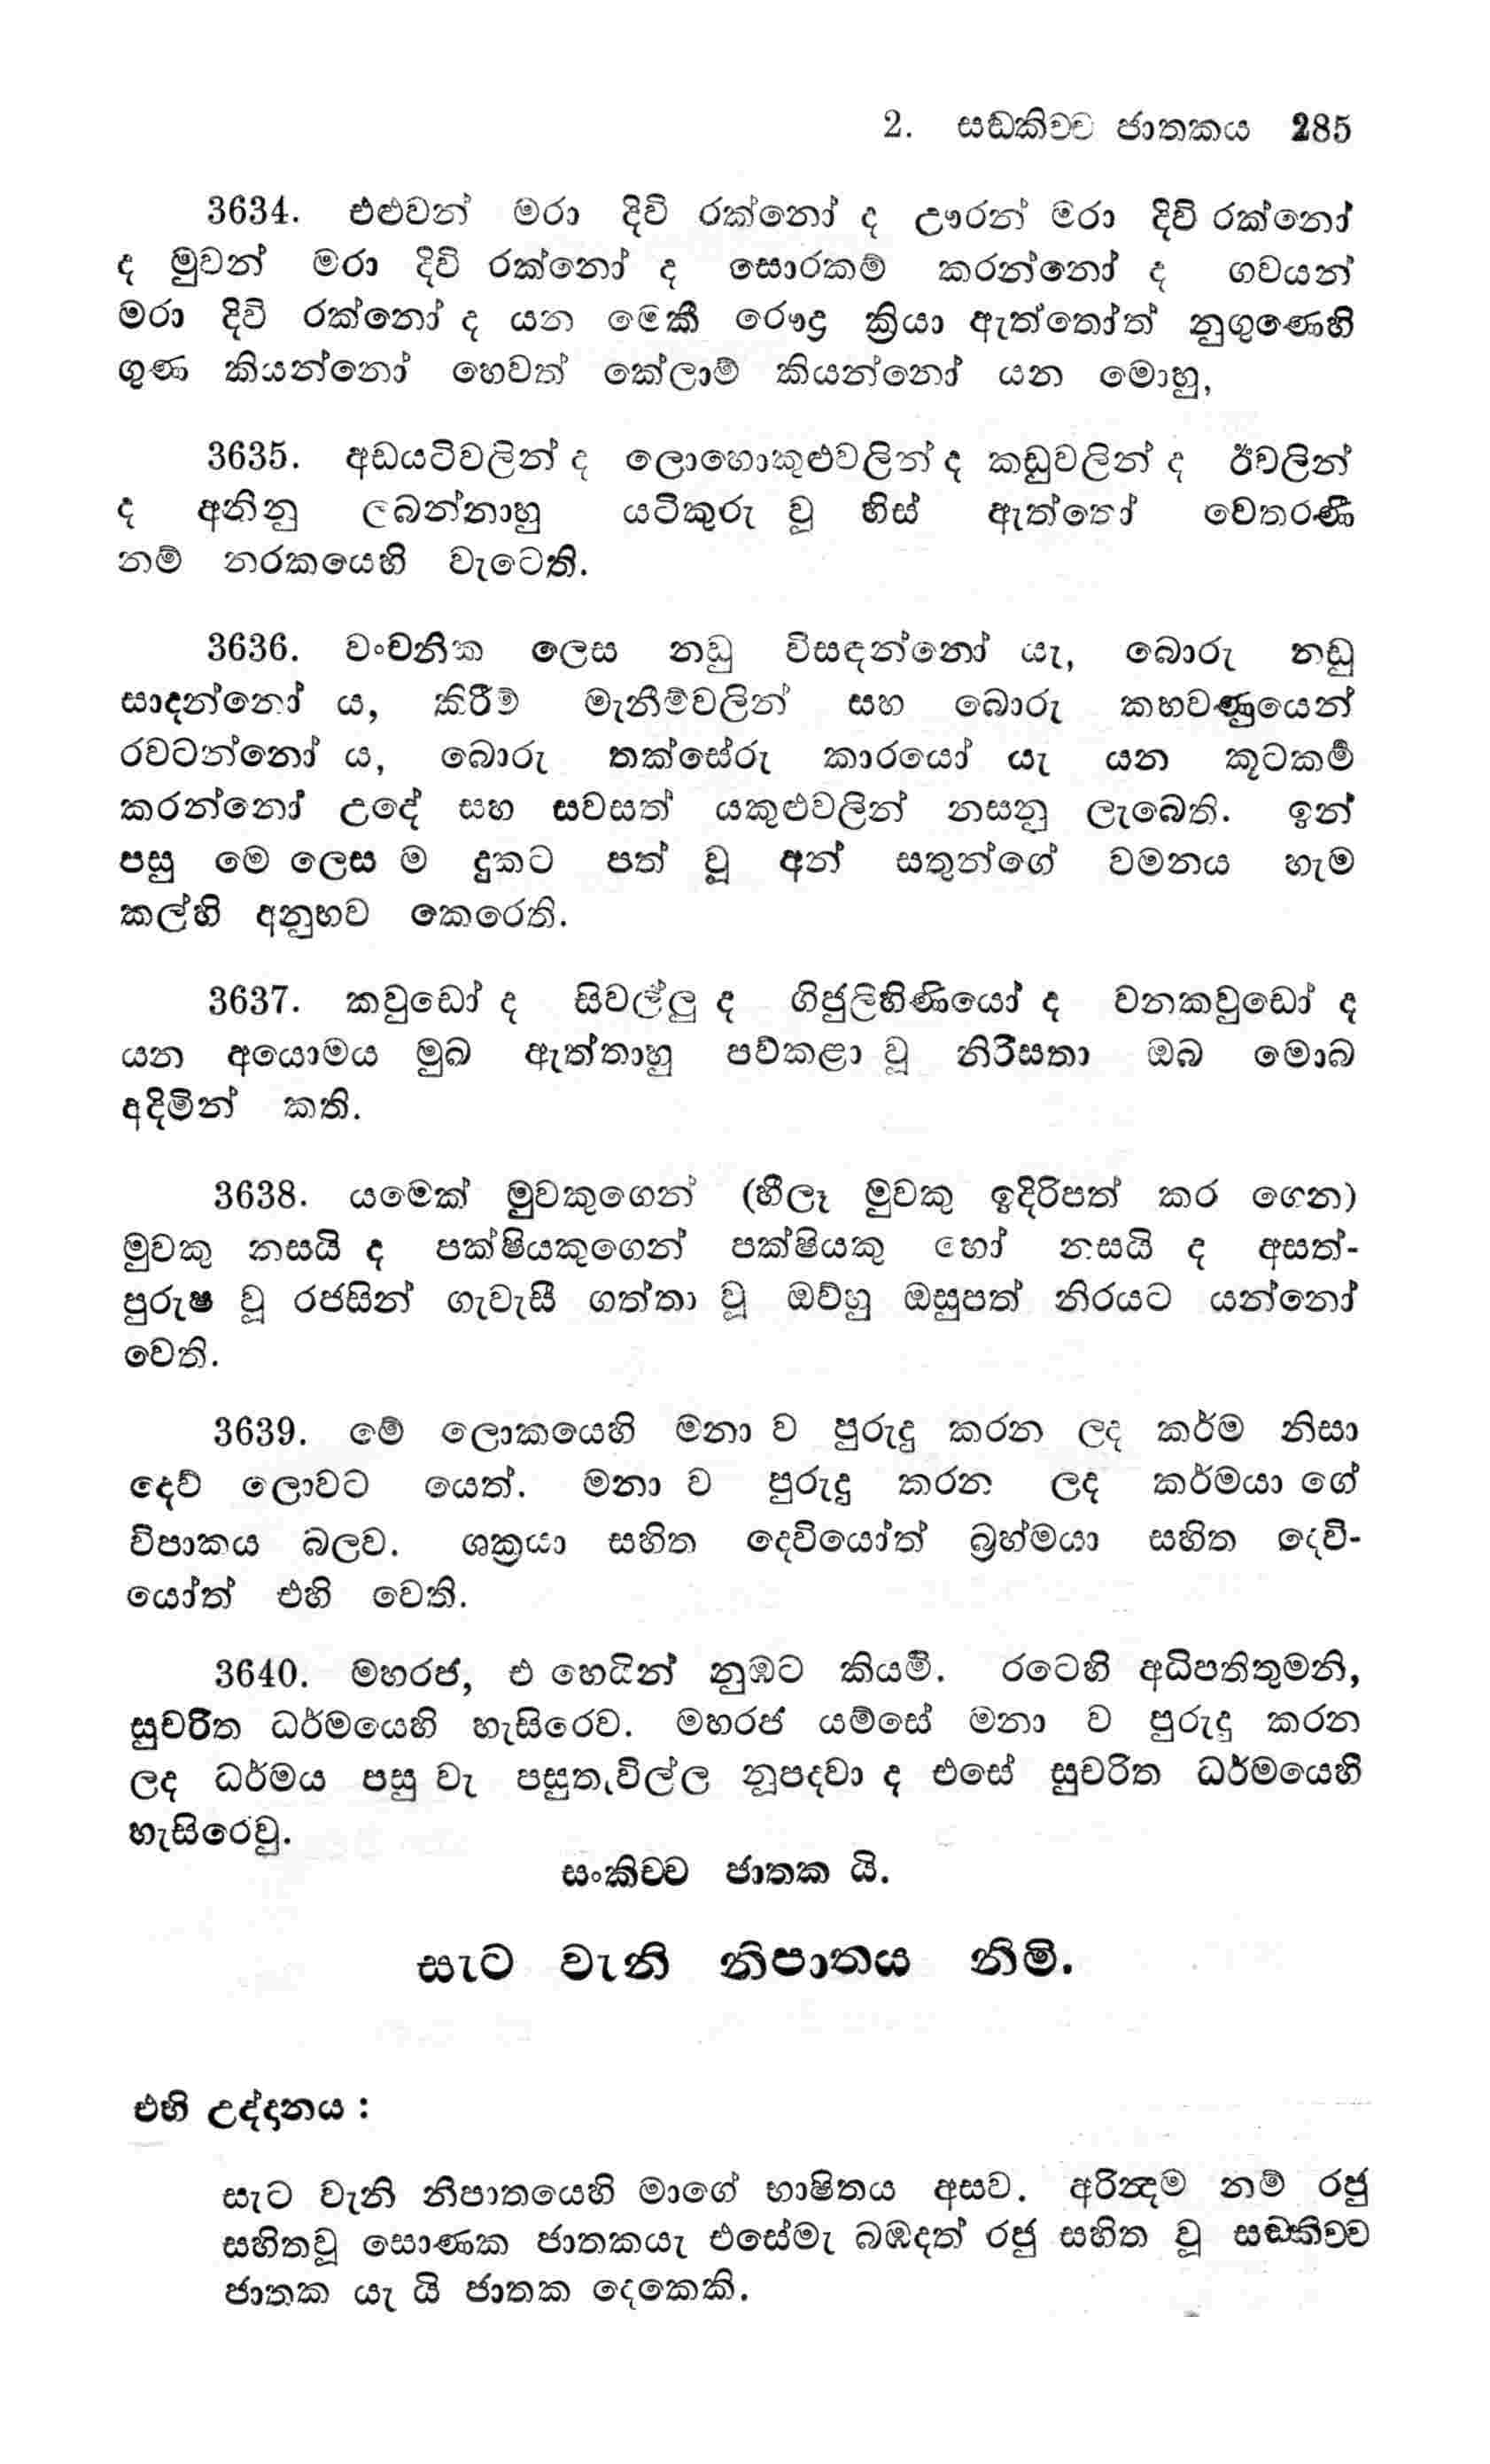 2. සඞ්කිච්ච ජාතකය 285
3634. එළුවන් මරා දිවි රක්නෝ ද ඌරන් මරා දිවි රක්නෝ
ද මුවන් මරා දිවි රක්නෝ ද සොරකම් කරන්නෝ ද ගවයන්
මරා දිවි රක්නෝ ද යන මෙකී රෞද්‍ර ක්‍රියා ඇත්තෝත් නුගුණෙහි
ගුණ කියන්නෝ හෙවත් කේලාම් කියන්නෝ යන මොහු,
3635. අඩයටිවලින් ද ලොහොකුළුවලින් ද කඩුවලින් ද ඊවලින්
ද අනිනු ලබන්නාහු යටිකුරු වූ හිස් ඇත්තෝ වෙතරණී
නම් නරකයෙහි වැටෙති.
3636. වංචනික ලෙස නඩු විසඳන්නෝ යැ, බොරු නඩු
සාදන්නෝ ය, කිරීම් මැනීම්වලින් සහ බොරු කහවණුයෙන්
රවටන්නෝ ය, බොරු තක්සේරු කාරයෝ යැ යන කූටකර්‍ම
කරන්නෝ උදේ සහ සවසත් යකුළුවලින් නසනු ලැබෙති. ඉන්
පසු මෙ ලෙස ම දුකට පත් වූ අන් සතුන්ගේ වමනය හැම
කල්හි අනුභව කෙරෙති.
3637. කවුඩෝ ද සිවල්ලු ද ගිජුලිහිණියෝ ද වනකවුඩෝ ද
යන අයොමය මුඛ ඇත්තාහු පව්කළා වූ නිරිසතා ඔබ මොබ
අදිමින් කති.
3638. යමෙක් මුවකුගෙන් (හීලෑ මුවකු ඉදිරිපත් කර ගෙන)
මුවකු නසයි ද පක්ෂියකුගෙන් පක්ෂියකු හෝ නසයි ද අසත්-
පුරුෂ වූ රජසින් ගැවැසී ගත්තා වූ ඔව්හු ඔසුපත් නිරයට යන්නෝ
වෙති.
3639. මේ ලොකයෙහි මනා ව පුරුදු කරන ලද කර්ම නිසා
දෙව් ලොවට යෙත්. මනා ව පුරුදු කරන ලද කර්මයා ගේ
විපාකය බලව. ශක්‍රයා සහිත දෙවියෝත් බ්‍රහ්මයා සහිත දෙවි-
යෝත් එහි වෙති.
3640. මහරජ, එ හෙයින් නුඹට කියමි. රටෙහි අධිපතිතුමනි,
සුචරිත ධර්මයෙහි හැසිරෙව. මහරජ යම්සේ මනා ව පුරුදු කරන
ලද ධර්මය පසු වැ පසුතැවිල්ල නූපදවා ද එසේ සුචරිත ධර්මයෙහි
හැසිරෙවු.
සංකිච්ච ජාතක යි.
සැට වැනි නිපාතය නිමි.
එහි උද්දානය :
සැට වැනි නිපාතයෙහි මාගේ භාෂිතය අසව. අරින්‍දම නම් රජු
සහිතවූ සොණක ජාතකයැ එසේමැ බඹදත් රජු සහිත වූ සඞ්කිච්ච
ජාතක යැ යි ජාතක දෙකෙකි.